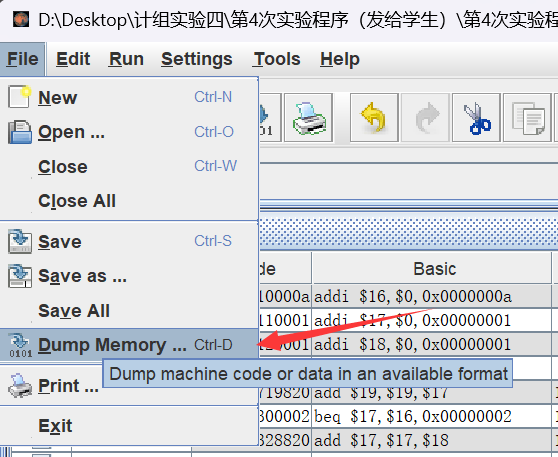 D:\Desktop\计组实验四\第4次实验程序（发给学生）\第4次实验程
File Edit Run Settings Tools Help
New Ctrl-N
Open ... Ctrl-O
Close Ctrl-W
Close All
Save Ctrl-S
Save as ...
Save All
Dump Memory ... Ctrl-D
Dump machine code or data in an available format
Print ...
Exit
de Basic
10000a addi $16,$0,0x0000000a
110001 addi $17,$0,0x00000001
addi $18,$0,0x00000001
719820 add $19,$19,$17
300002 beq $17,$16,0x00000002
328820 add $17,$17,$18